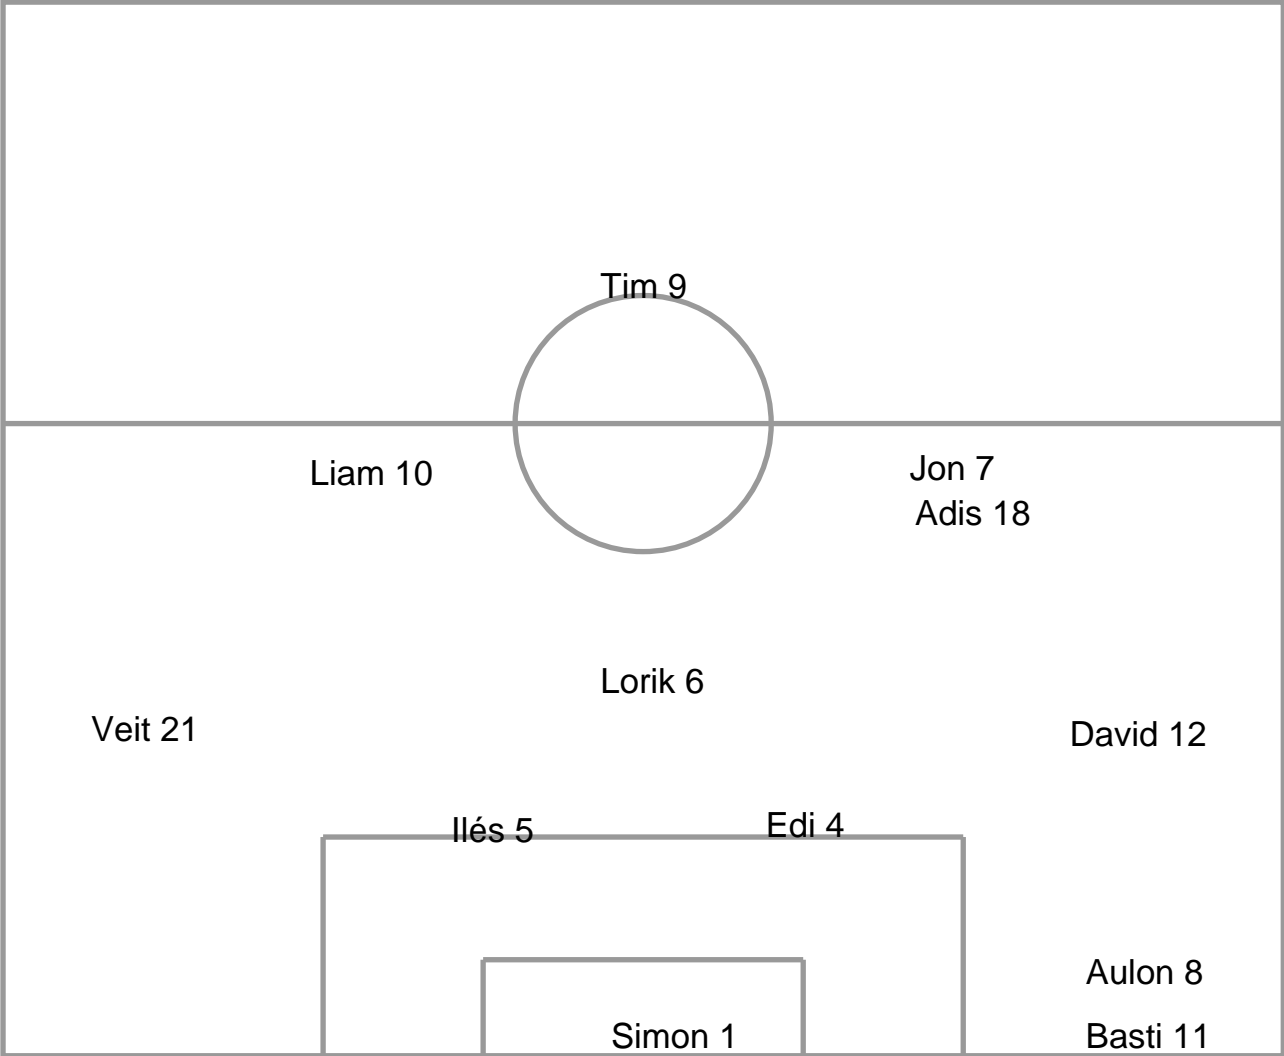 Tim 9
Liam 10
Jon 7
Adis 18
Lorik 6
Veit 21
David 12
Ilés 5
Edi 4
Aulon 8
Simon 1
Basti 11